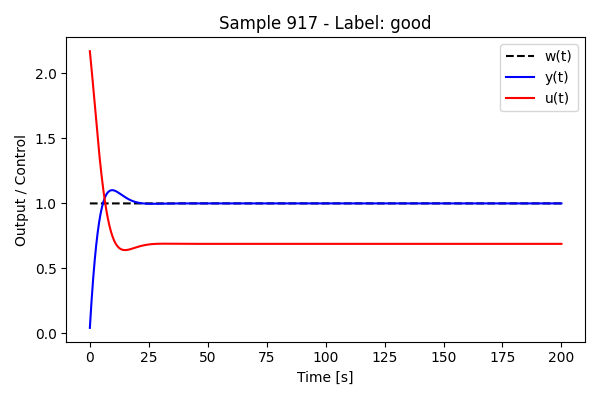 Sample 917 - Label: good
w(t)
y(t)
u(t)
Output / Control
2.0
1.5
1.0
0.5
0.0
0 25 50 75 100 125 150 175 200
Time [s]